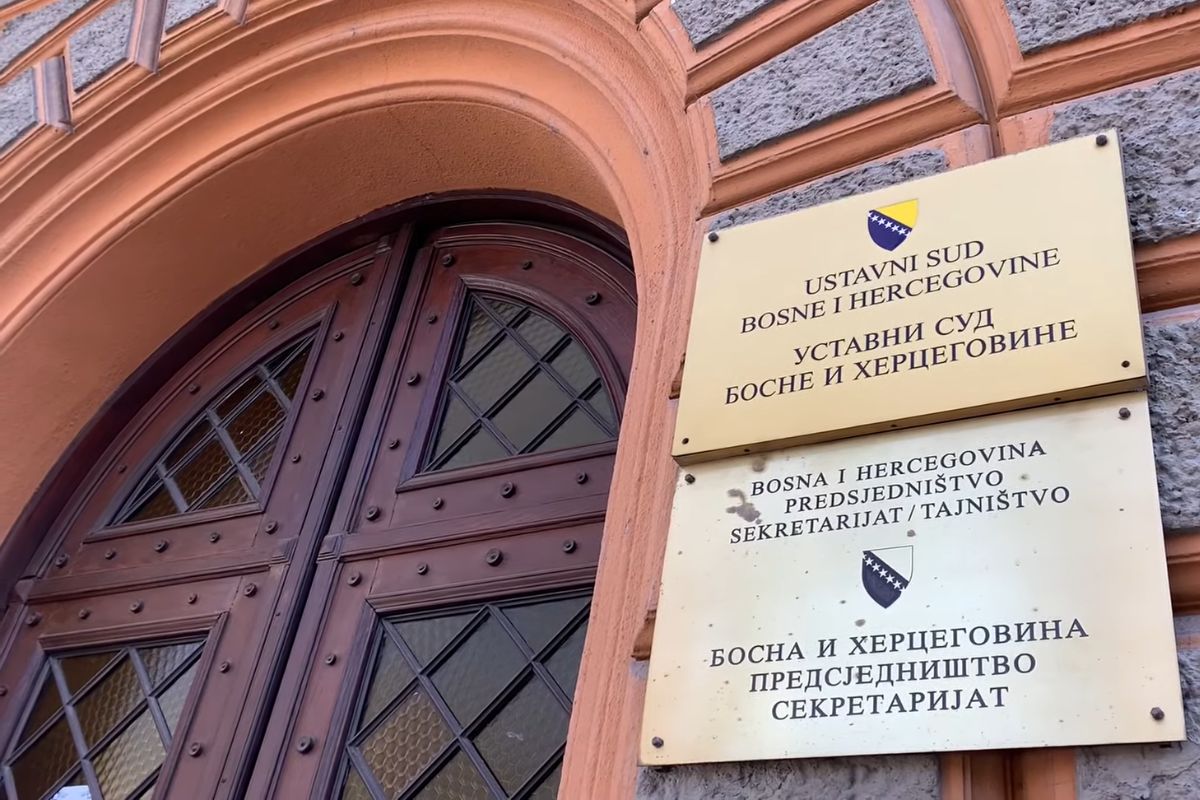 USTAVNI SUD
BOSNE I HERCEGOVINE
УСТАВНИ СУД
БОСНЕ И ХЕРЦЕГОВИНЕ
BOSNA I HERCEGOVINA
PREDSJEDNIŠTVO
SEKRETARIJAT / TAJNIŠTVO
БОСНА И ХЕРЦЕГОВИНА
ПРЕДСЈЕДНИШТВО
СЕКРЕТАРИЈАТ